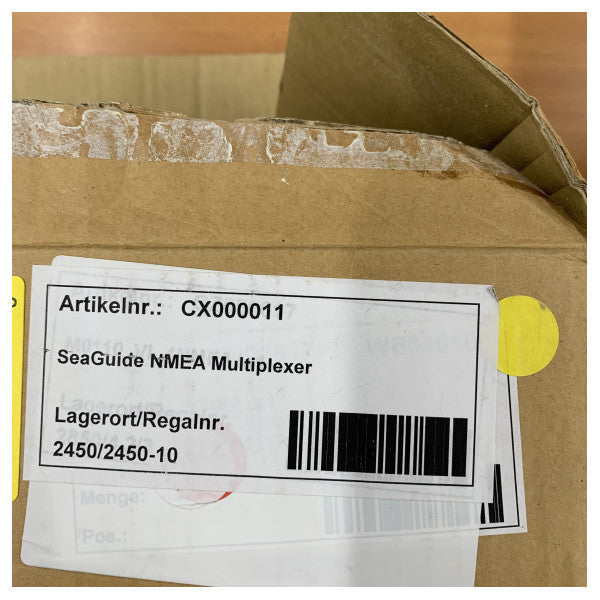 Artikelnr.: CX000011
SeaGuide NMEA Multiplexer
Lagerort/Regalnr.
2450/2450-10
Menge:
Pos.: